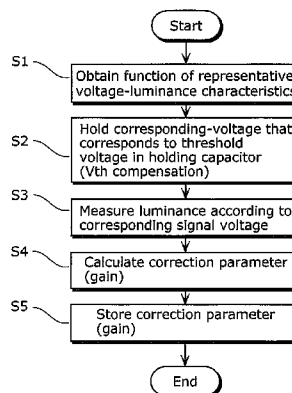 Start
S1
Obtain function of representative
voltage-luminance characteristics
S2
Hold corresponding-voltage that
corresponds to threshold
voltage in holding capacitor
(Vth compensation)
S3
Measure luminance according to
corresponding signal voltage
S4
Calculate correction parameter
(gain)
S5
Store correction parameter
(gain)
End